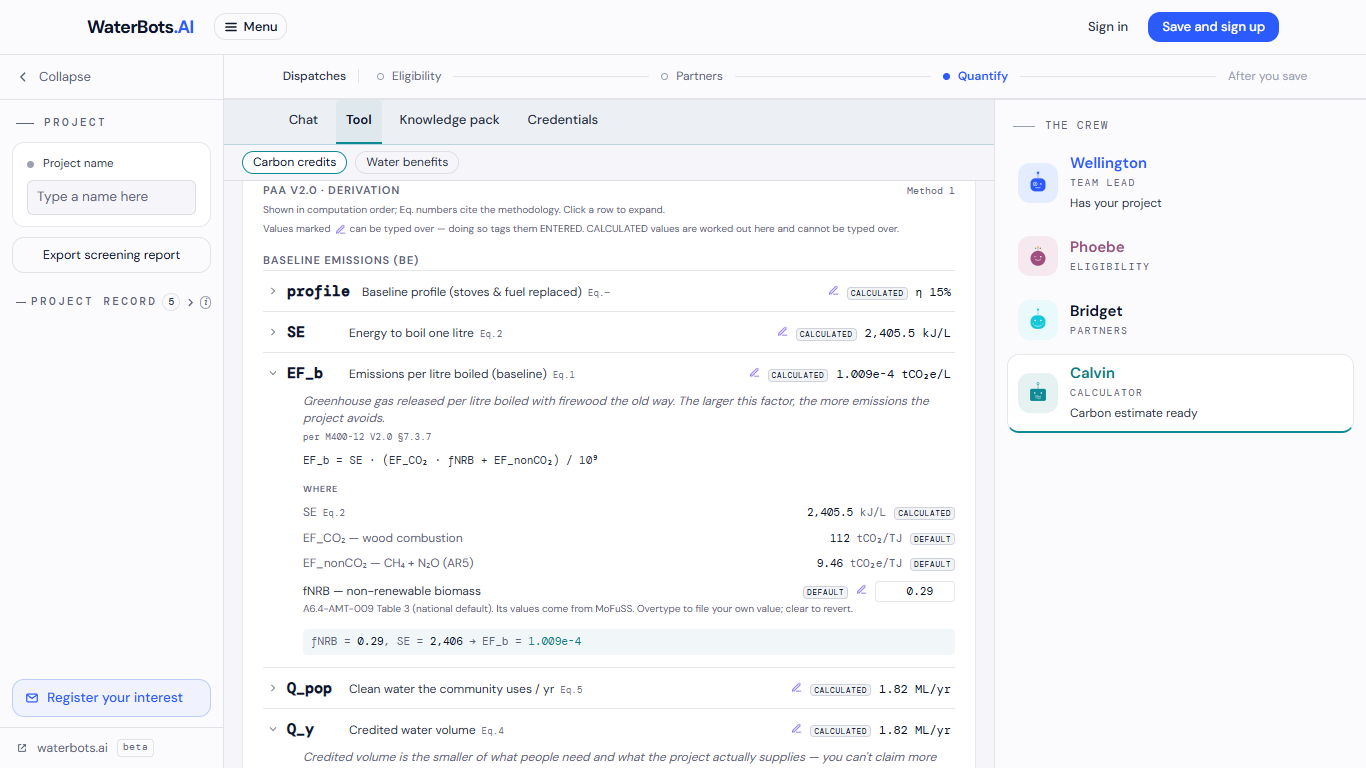 WaterBots.AI
Menu
Sign in
Save and sign up
Collapse
Dispatches
Eligibility
Partners
Quantify
After you save
PROJECT
Project name
Type a name here
Export screening report
PROJECT RECORD 5
Register your interest
waterbots.ai beta
Chat
Tool
Knowledge pack
Credentials
Carbon credits
Water benefits
PAA V2.0 · DERIVATION
Method 1
Shown in computation order; Eq. numbers cite the methodology. Click a row to expand.
Values marked can be typed over — doing so tags them ENTERED. CALCULATED values are worked out here and cannot be typed over.
BASELINE EMISSIONS (BE)
profile Baseline profile (stoves & fuel replaced) Eq.— CALCULATED η 15%
SE Energy to boil one litre Eq.2 CALCULATED 2,405.5 kJ/L
EF_b Emissions per litre boiled (baseline) Eq.1 CALCULATED 1.009e-4 tCO₂e/L
Greenhouse gas released per litre boiled with firewood the old way. The larger this factor, the more emissions the
project avoids.
per M400-12 V2.0 §7.3.7
EF_b = SE · (EF_CO₂ · ƒNRB + EF_nonCO₂) / 10⁹
WHERE
SE Eq.2 2,405.5 kJ/L CALCULATED
EF_CO₂ — wood combustion 112 tCO₂/TJ DEFAULT
EF_nonCO₂ — CH₄ + N₂O (AR5) 9.46 tCO₂e/TJ DEFAULT
fNRB — non-renewable biomass DEFAULT 0.29
A6.4-AMT-009 Table 3 (national default). Its values come from MoFuSS. Overtype to file your own value; clear to revert.
ƒNRB = 0.29, SE = 2,406 → EF_b = 1.009e-4
Q_pop Clean water the community uses / yr Eq.5 CALCULATED 1.82 ML/yr
Q_y Credited water volume Eq.4 CALCULATED 1.82 ML/yr
Credited volume is the smaller of what people need and what the project actually supplies — you can't claim more
THE CREW
Wellington
TEAM LEAD
Has your project
Phoebe
ELIGIBILITY
Bridget
PARTNERS
Calvin
CALCULATOR
Carbon estimate ready